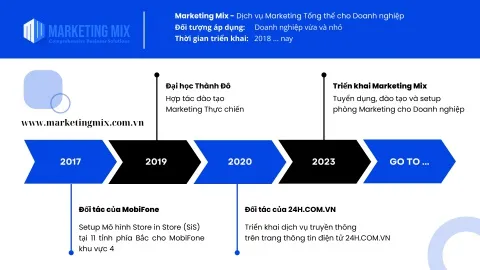 MARKETING MIX
Comprehensive Business Solutions
Marketing Mix - Dịch vụ Marketing Tổng thể cho Doanh nghiệp
Đối tượng áp dụng: Doanh nghiệp vừa và nhỏ
Thời gian triển khai: 2018 ... nay
Đại học Thành Đô
Hợp tác đào tạo
Marketing Thực chiến
Triển khai Marketing Mix
Tuyển dụng, đào tạo và setup
phòng Marketing cho Doanh nghiệp
www.marketingmix.com.vn
2017
2019
2020
2023
GO TO ...
Đối tác của MobiFone
Setup Mô hình Store in Store (SiS)
tại 11 tỉnh phía Bắc cho MobiFone
khu vực 4
Đối tác của 24H.COM.VN
Triển khai dịch vụ truyền thông
trên trang thông tin điện tử 24H.COM.VN